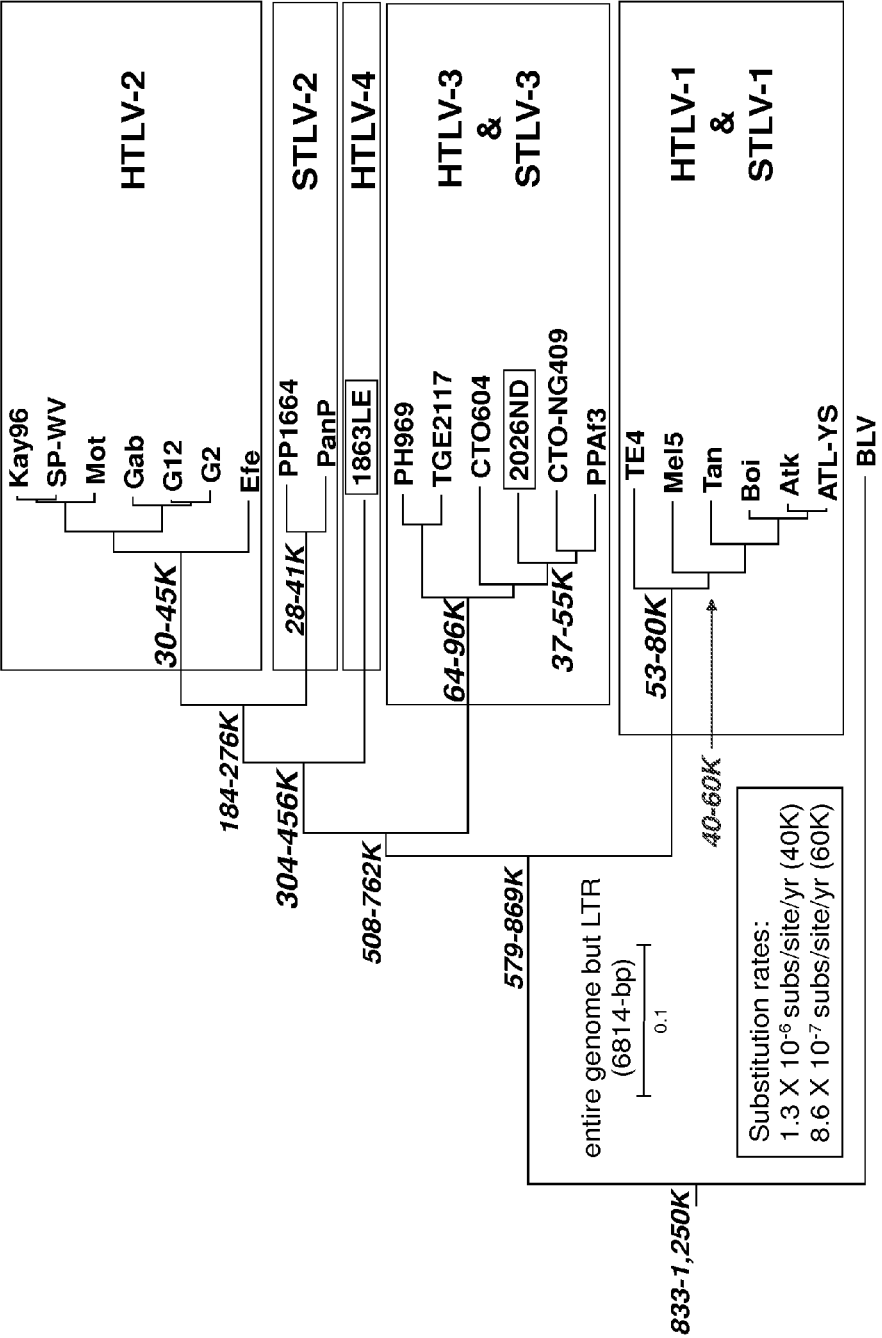 HTLV-2
STLV-2
HTLV-4
HTLV-3
&
STLV-3
HTLV-1
&
STLV-1
Kay96
SP-WV
Mot
Gab
G12
G2
Efe
PP1664
PanP
1863LE
PH969
TGE2117
CTO604
2026ND
CTO-NG409
PPAf3
TE4
Mel5
Tan
Boi
Atk
ATL-YS
BLV
30-45K
28-41K
64-96K
37-55K
53-80K
184-276K
304-456K
508-762K
579-869K
40-60K
833-1,250K
entire genome but LTR
(6814-bp)
0.1
Substitution rates:
1.3 X 10⁻⁶ subs/site/yr (40K)
8.6 X 10⁻⁷ subs/site/yr (60K)